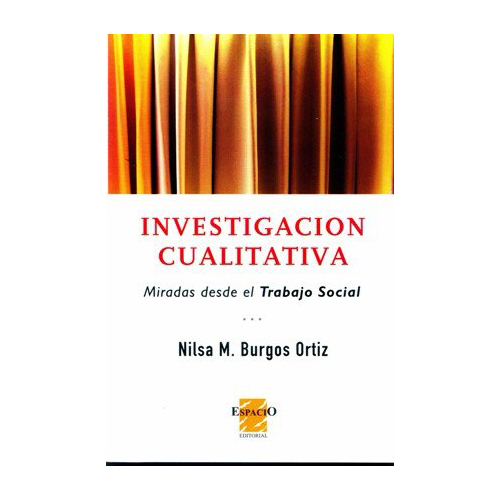 INVESTIGACION
CUALITATIVA
Miradas desde el Trabajo Social
...
Nilsa M. Burgos Ortiz
ESPACIO
EDITORIAL